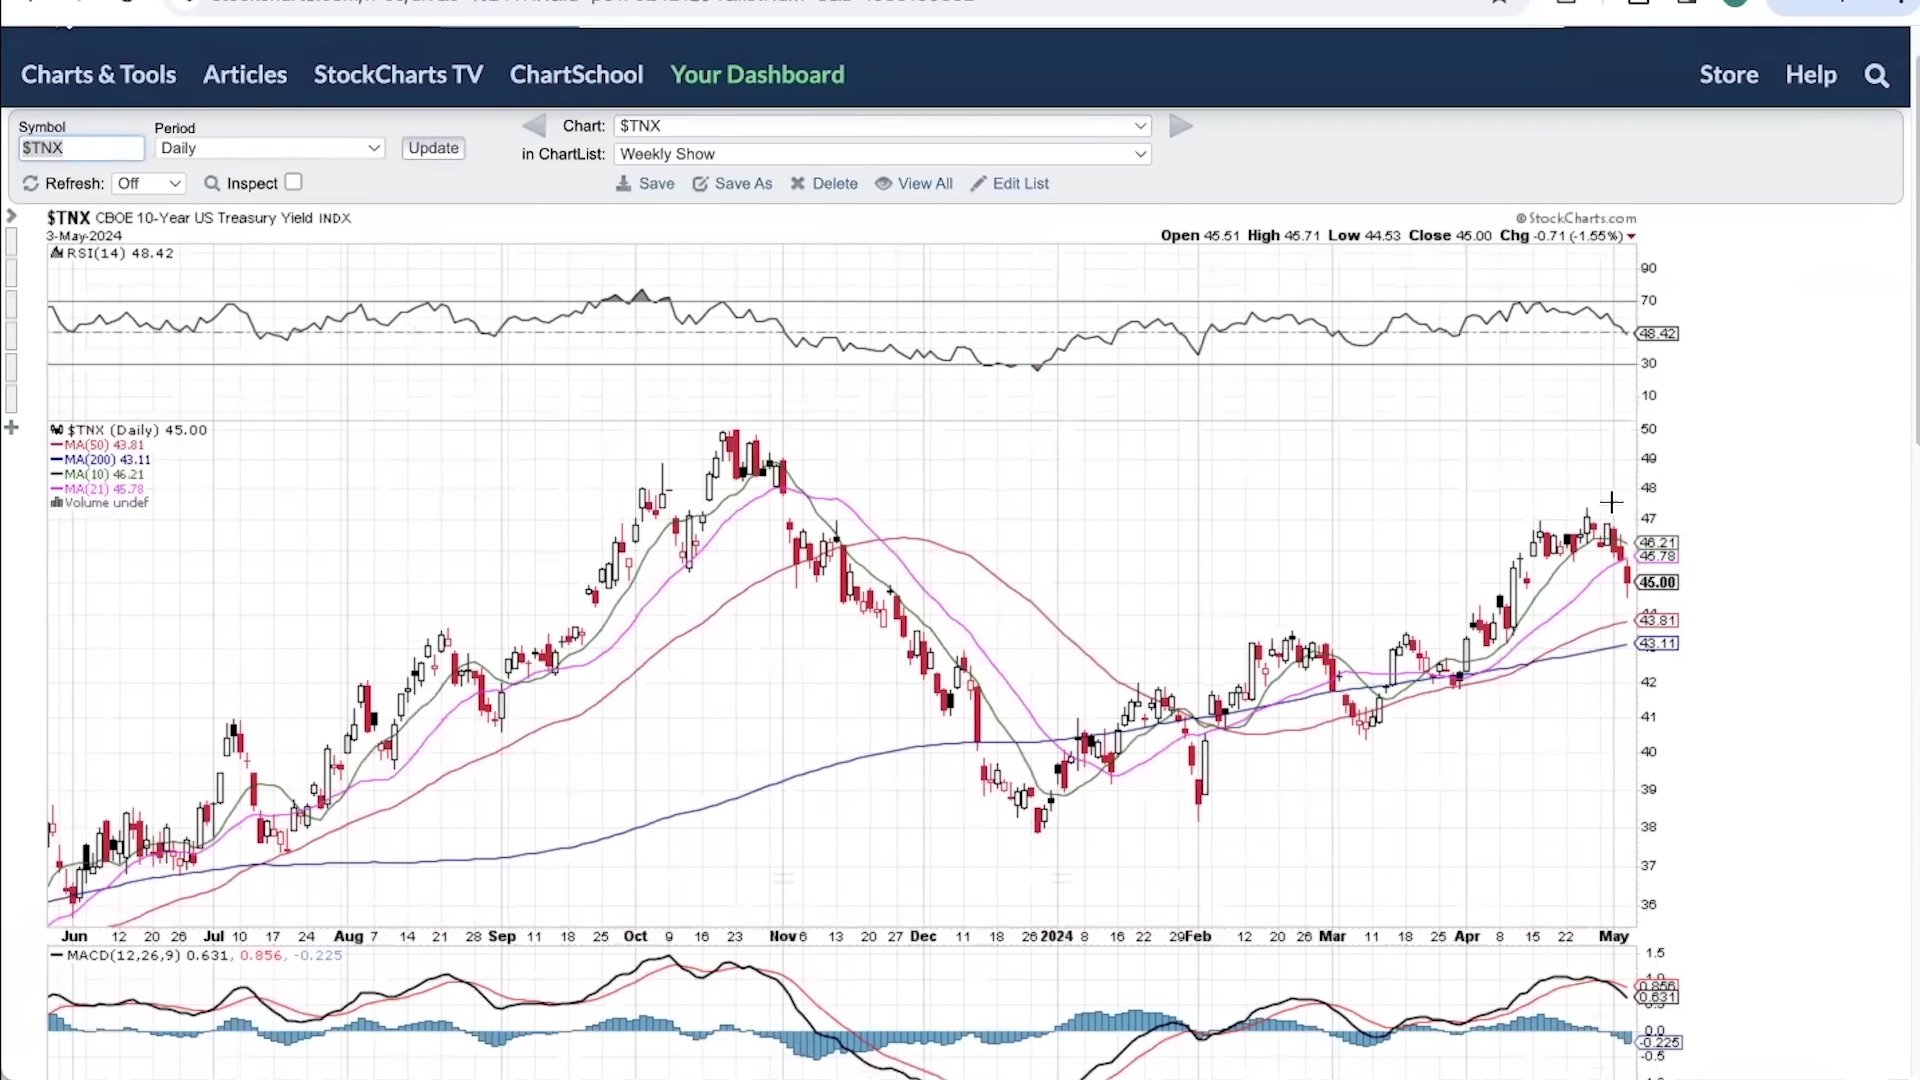 Charts & Tools Articles StockCharts TV ChartSchool Your Dashboard Store Help
Symbol Period Chart: $TNX
$TNX Daily Update in ChartList: Weekly Show
Refresh: Off Inspect Save Save As Delete View All Edit List
$TNX CBOE 10-Year US Treasury Yield INDX ©StockCharts.com
3-May-2024 Open 45.51 High 45.71 Low 44.53 Close 45.00 Chg -0.71 (-1.55%)
RSI(14) 48.42
90
70
48.42
30
10
$TNX (Daily) 45.00
MA(50) 43.81
MA(200) 43.11
MA(10) 46.21
MA(21) 45.78
Volume undef
50
49
48
47
46.21
45.78
45.00
44
43.81
43.11
42
41
40
39
38
37
36
Jun 12 20 26 Jul 10 17 24 Aug 7 14 21 28 Sep 11 18 25 Oct 9 16 23 Nov 6 13 20 27 Dec 11 18 26 2024 8 16 22 29 Feb 12 20 26 Mar 11 18 25 Apr 8 15 22 May
MACD(12,26,9) 0.631, 0.856, -0.225
1.5
1.0
0.856
0.631
0.0
-0.225
-0.5